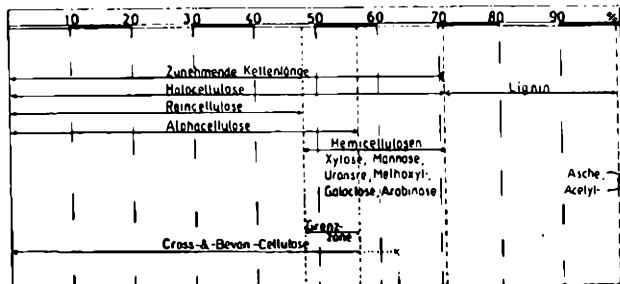 10 20 30 40 50 60 70 80 90 %
Zunehmende Kettenlänge
Holocellulose
Lignin
Reincellulose
Alphacellulose
Hemicellulosen
Xylose, Mannose,
Uronsre, Methoxyl-
Galactose, Arabinose
Asche,
Acetyl-
Grenz-
zone
Cross-&-Bevan-Cellulose